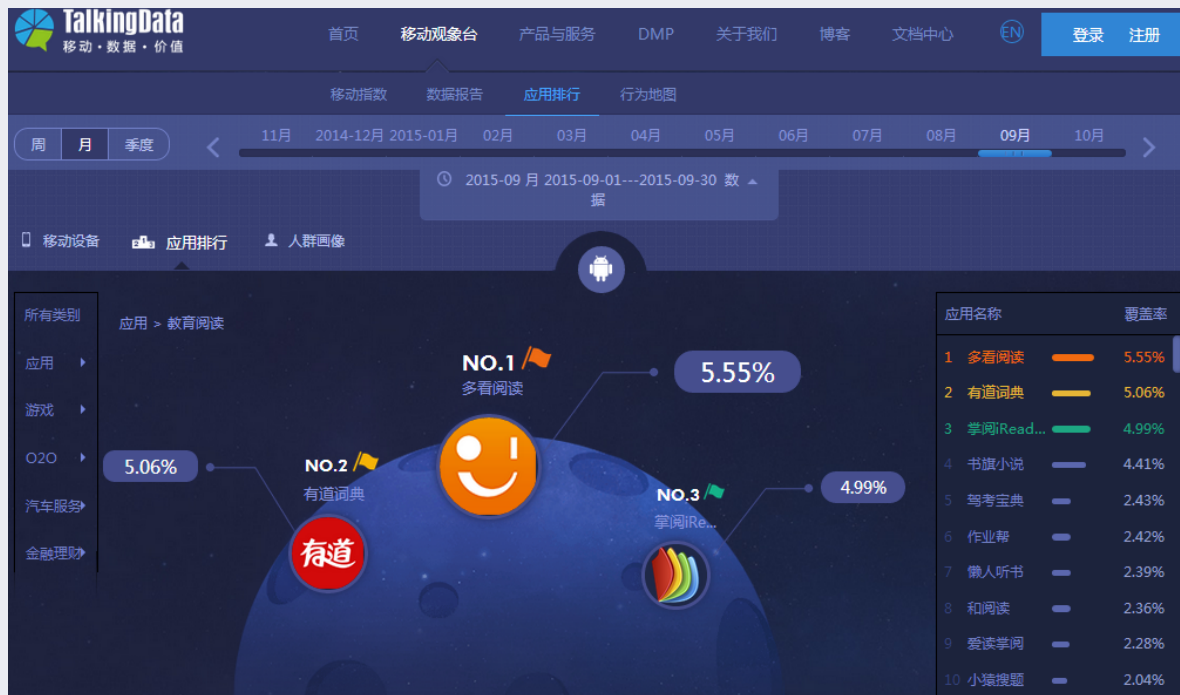 TalkingData
移动·数据·价值
首页 移动观象台 产品与服务 DMP 关于我们 博客 文档中心 EN 登录 注册
移动指数 数据报告 应用排行 行为地图
周 月 季度 11月 2014-12月 2015-01月 02月 03月 04月 05月 06月 07月 08月 09月 10月
2015-09 月 2015-09-01---2015-09-30 数
据
移动设备 应用排行 人群画像
所有类别
应用
游戏
O2O
汽车服务
金融理财
应用 > 教育阅读
NO.1
多看阅读
5.55%
5.06%
NO.2
有道词典
有道
NO.3
掌阅iRe...
4.99%
应用名称 覆盖率
1 多看阅读 5.55%
2 有道词典 5.06%
3 掌阅iRead... 4.99%
4 书旗小说 4.41%
5 驾考宝典 2.43%
6 作业帮 2.42%
7 懒人听书 2.39%
8 和阅读 2.36%
9 爱读掌阅 2.28%
10 小猿搜题 2.04%